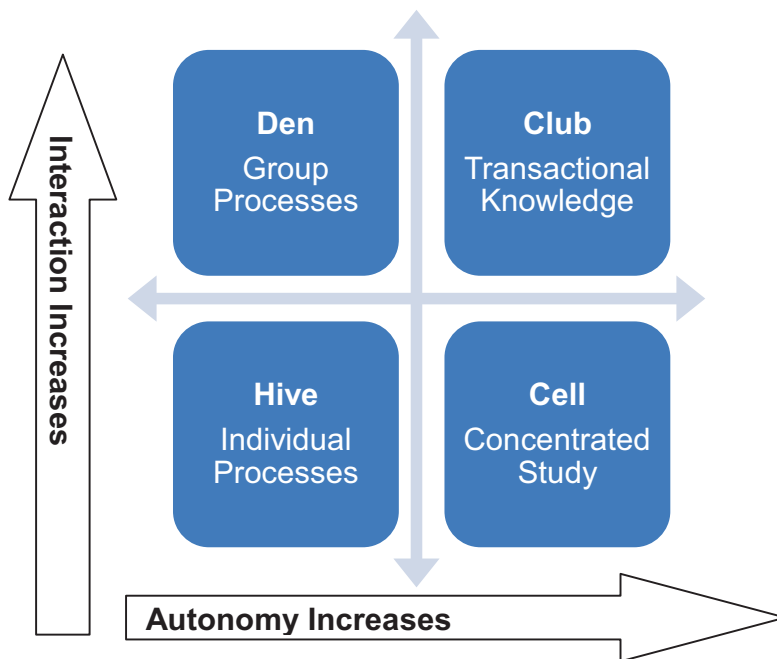 Interaction Increases
Den
Group
Processes
Club
Transactional
Knowledge
Hive
Individual
Processes
Cell
Concentrated
Study
Autonomy Increases